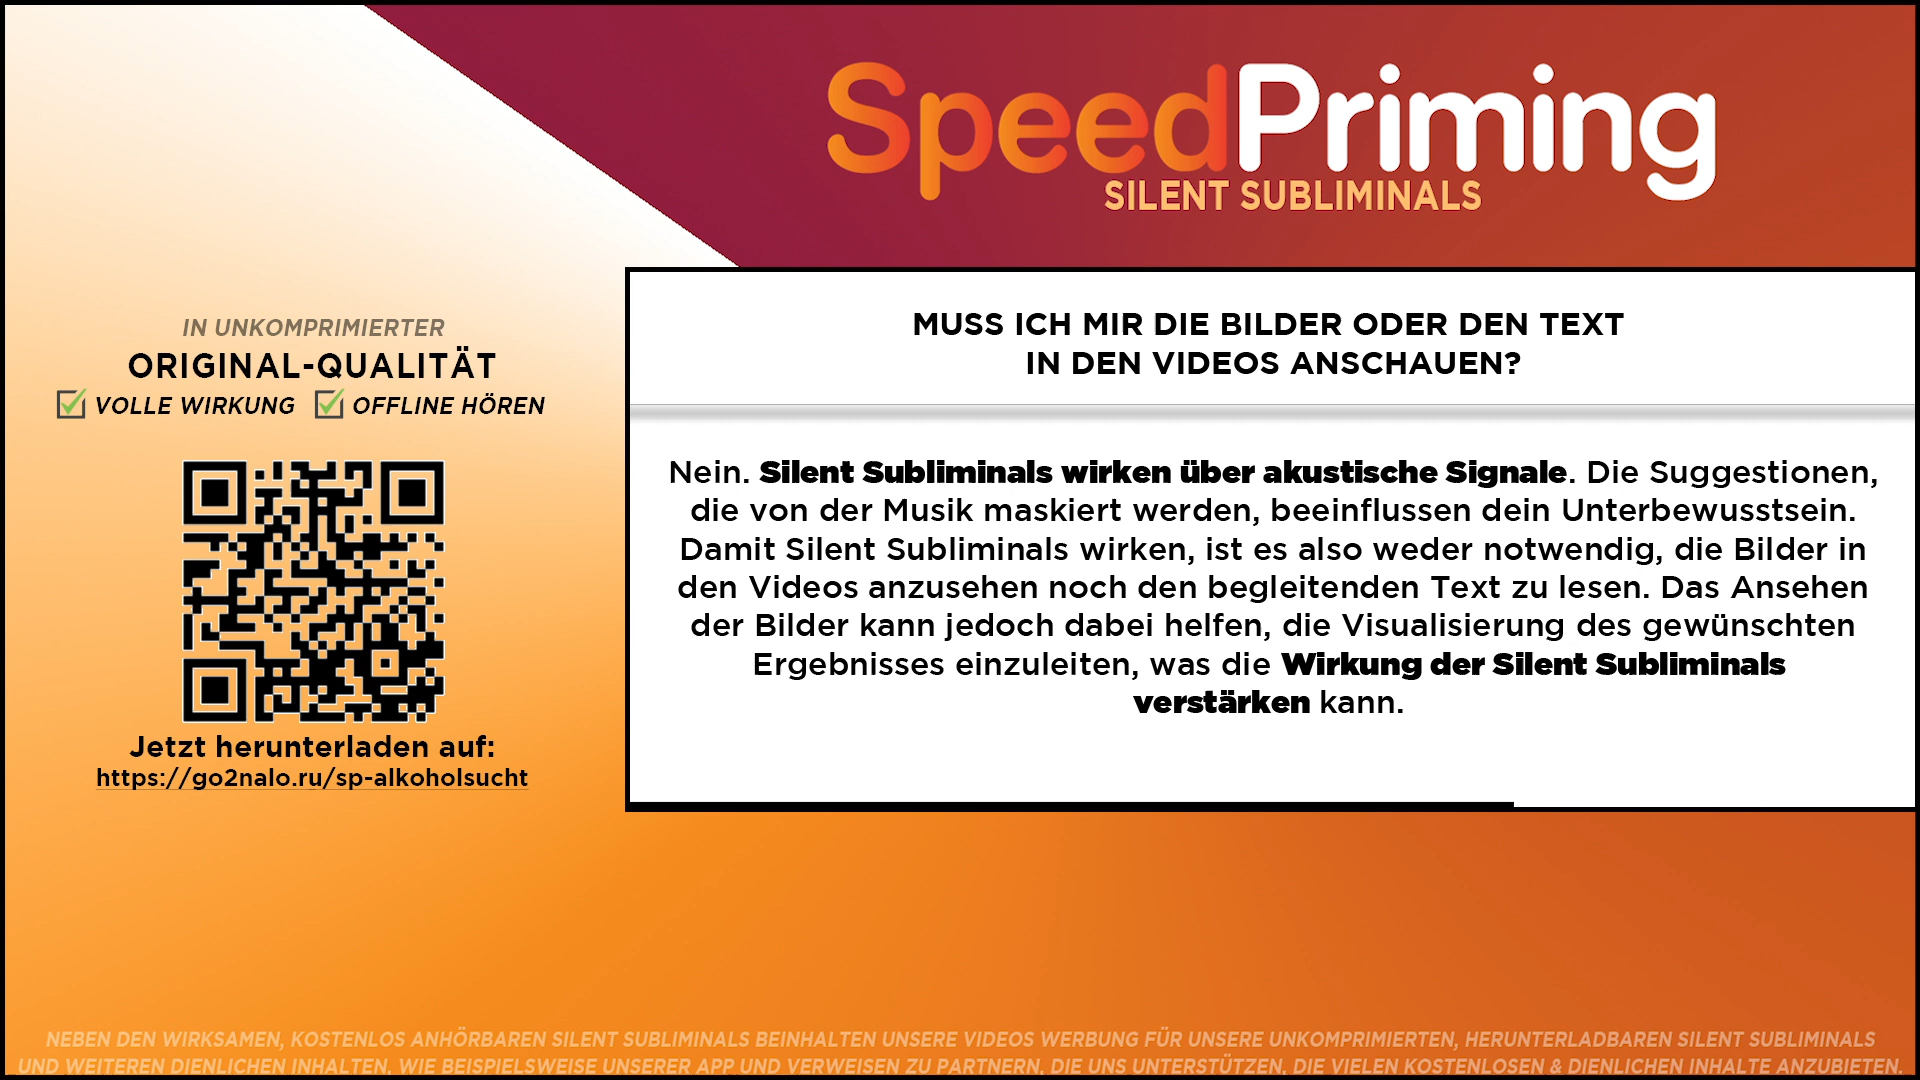 SpeedPriming
SILENT SUBLIMINALS
IN UNKOMPRIMIERTER
ORIGINAL-QUALITÄT
VOLLE WIRKUNG OFFLINE HÖREN
Jetzt herunterladen auf:
https://go2nalo.ru/sp-alkoholsucht
MUSS ICH MIR DIE BILDER ODER DEN TEXT
IN DEN VIDEOS ANSCHAUEN?
Nein. Silent Subliminals wirken über akustische Signale. Die Suggestionen,
die von der Musik maskiert werden, beeinflussen dein Unterbewusstsein.
Damit Silent Subliminals wirken, ist es also weder notwendig, die Bilder in
den Videos anzusehen noch den begleitenden Text zu lesen. Das Ansehen
der Bilder kann jedoch dabei helfen, die Visualisierung des gewünschten
Ergebnisses einzuleiten, was die Wirkung der Silent Subliminals
verstärken kann.
NEBEN DEN WIRKSAMEN, KOSTENLOS ANHÖRBAREN SILENT SUBLIMINALS BEINHALTEN UNSERE VIDEOS WERBUNG FÜR UNSERE UNKOMPRIMIERTEN, HERUNTERLADBAREN SILENT SUBLIMINALS
UND WEITEREN DIENLICHEN INHALTEN, WIE BEISPIELSWEISE UNSERER APP UND VERWEISEN ZU PARTNERN, DIE UNS UNTERSTÜTZEN, DIE VIELEN KOSTENLOSEN & DIENLICHEN INHALTE ANZUBIETEN.